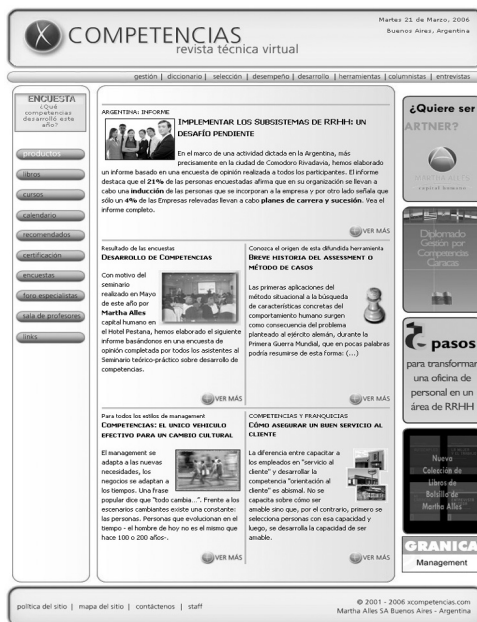 Martes 21 de Marzo, 2006
Buenos Aires, Argentina
X COMPETENCIAS
revista técnica virtual
gestión | diccionario | selección | desempeño | desarrollo | herramientas | columnistas | entrevistas
ENCUESTA
¿Qué
competencias
desarrolló este
año?
productos
libros
cursos
calendario
recomendados
certificación
encuestas
foro especialistas
sala de profesores
links
ARGENTINA: INFORME
IMPLEMENTAR LOS SUBSISTEMAS DE RRHH: UN
DESAFÍO PENDIENTE
En el marco de una actividad dictada en la Argentina, más
precisamente en la ciudad de Comodoro Rivadavia, hemos elaborado
un informe basado en una encuesta de opinión realizada a todos los participantes. El informe
destaca que el 21% de las personas encuestadas afirma que en su organización se llevan a
cabo una inducción de las personas que se incorporan a la empresa y por otro lado señala que
sólo un 4% de las Empresas relevadas llevan a cabo planes de carrera y sucesión. Vea el
informe completo.
VER MÁS
Resultado de las encuestas
DESARROLLO DE COMPETENCIAS
Con motivo del
seminario
realizado en Mayo
de este año por
Martha Alles
capital humano en
el Hotel Pestana, hemos elaborado el siguiente
informe basándonos en una encuesta de
opinión completada por todos los asistentes al
Seminario teórico-práctico sobre desarrollo de
competencias.
VER MÁS
Conozca el origen de esta difundida herramienta
BREVE HISTORIA DEL ASSESSMENT O
MÉTODO DE CASOS
Las primeras aplicaciones del
método situacional a la búsqueda
de características concretas del
comportamiento humano surgen
como consecuencia del problema
planteado al ejército alemán, durante la
Primera Guerra Mundial, que en pocas palabras
podría resumirse de esta forma: (...)
VER MÁS
Para todos los estilos de management
COMPETENCIAS: EL UNICO VEHICULO
EFECTIVO PARA UN CAMBIO CULTURAL
El management se
adapta a las nuevas
necesidades, los
negocios se adaptan a
los tiempos. Una frase
popular dice que "todo cambia...". Frente a los
escenarios cambiantes existe una constante:
las personas. Personas que evolucionan en el
tiempo - el hombre de hoy no es el mismo que
hace 100 o 200 años-.
VER MÁS
COMPETENCIAS Y FRANQUICIAS
CÓMO ASEGURAR UN BUEN SERVICIO AL
CLIENTE
La diferencia entre capacitar a
los empleados en "servicio al
cliente" y desarrollar la
competencia "orientación al
cliente" es abismal. No se
capacita sobre cómo ser
amable sino que, por el contrario, primero se
selecciona personas con esa capacidad y
luego, se desarrolla la capacidad de ser
amable.
VER MÁS
¿Quiere ser
ARTNER?
MARTHA ALLES
capital humano
Diplomado
Gestión por
Competencias
Caracas
pasos
para transformar
una oficina de
personal en un
área de RRHH
Nueva
Colección de
Libros de
Bolsillo de
Martha Alles
GRANICA
Management
política del sitio | mapa del sitio | contáctenos | staff
© 2001 - 2006 xcompetencias.com
Martha Alles SA Buenos Aires - Argentina